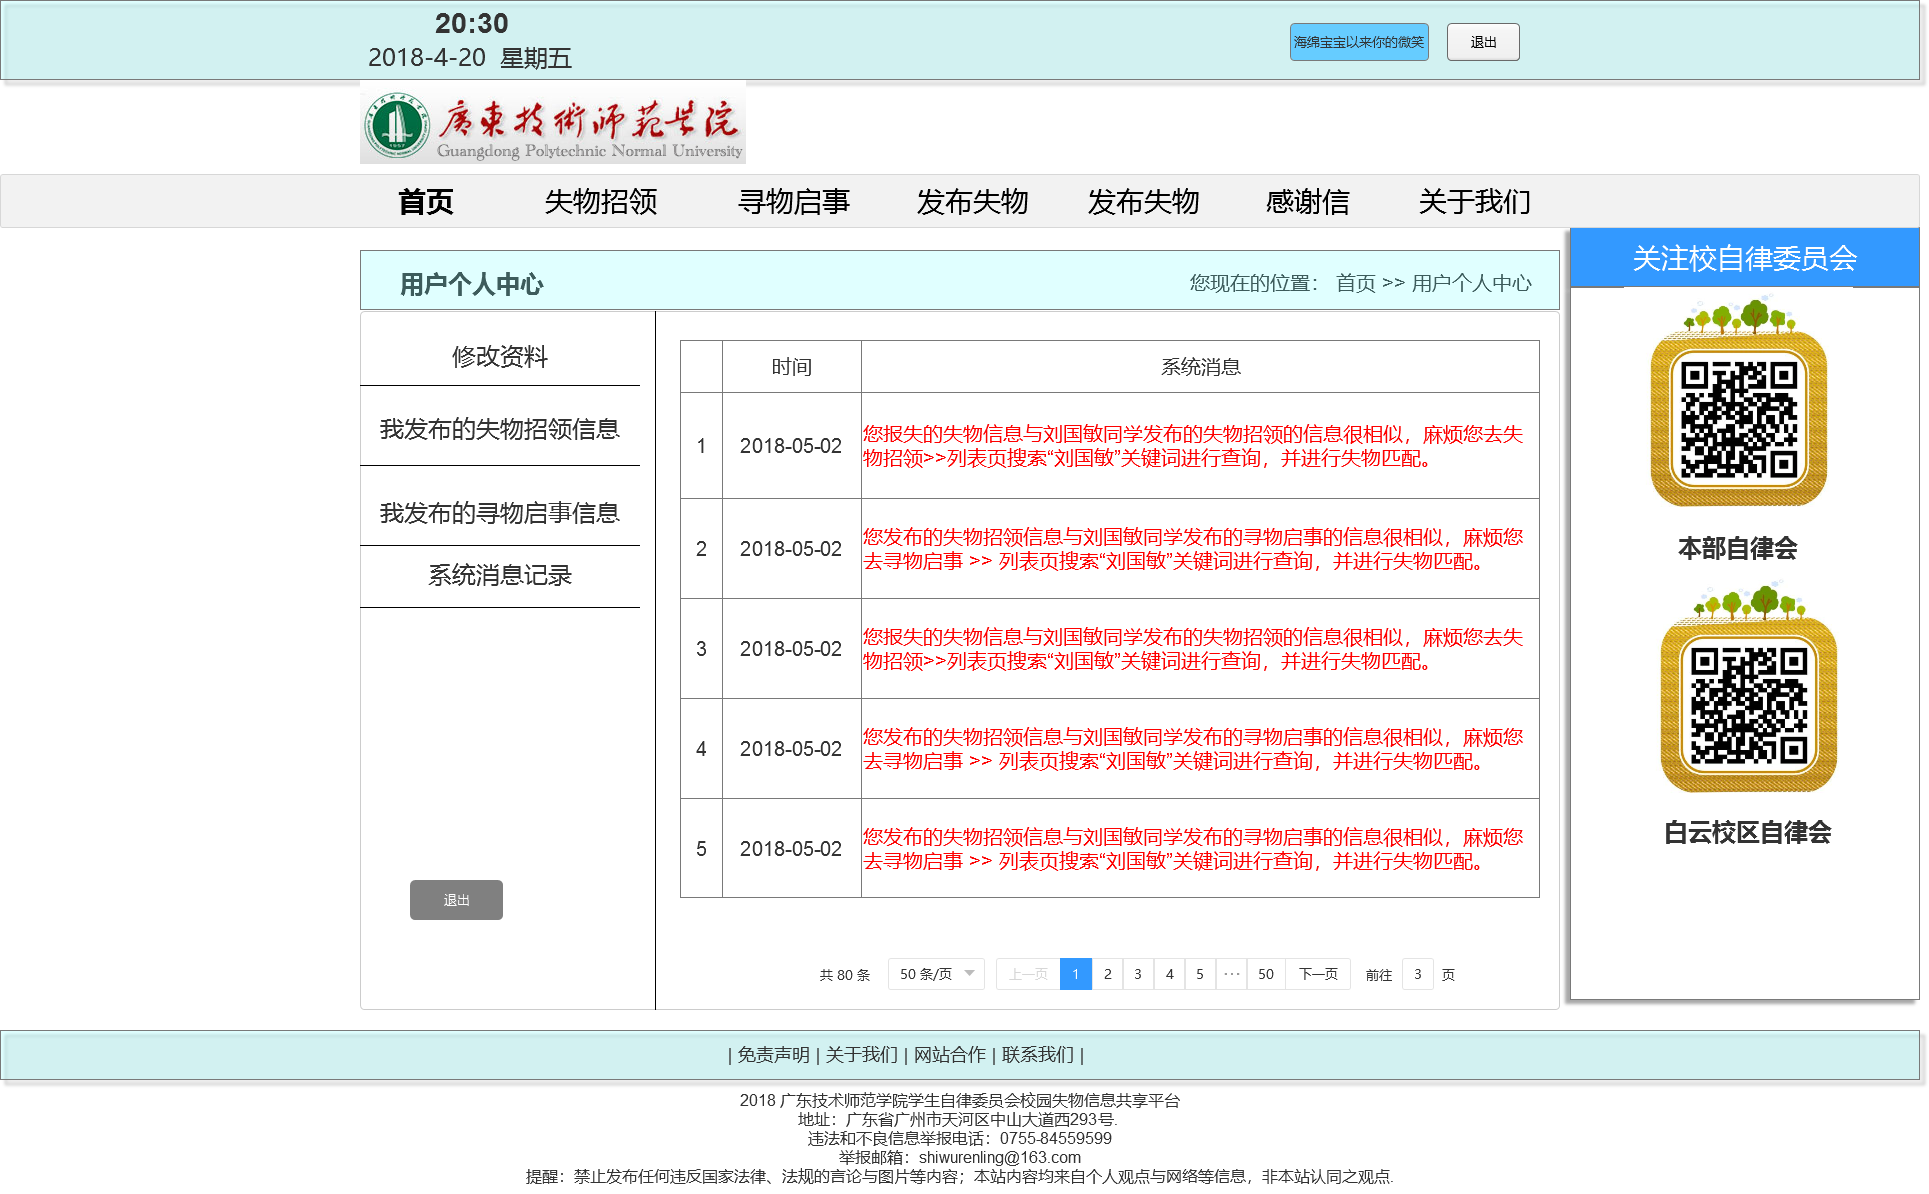 20:30
2018-4-20 星期五
海绵宝宝以来你的微笑
退出
廣東技術师范学院
Guangdong Polytechnic Normal University
首页 失物招领 寻物启事 发布失物 发布失物 感谢信 关于我们
关注校自律委员会
用户个人中心
您现在的位置： 首页 >> 用户个人中心
修改资料
我发布的失物招领信息
我发布的寻物启事信息
系统消息记录
退出
时间 系统消息
1 2018-05-02 您报失的失物信息与刘国敏同学发布的失物招领的信息很相似，麻烦您去失
物招领>>列表页搜索“刘国敏”关键词进行查询，并进行失物匹配。
2 2018-05-02 您发布的失物招领信息与刘国敏同学发布的寻物启事的信息很相似，麻烦您
去寻物启事 >> 列表页搜索“刘国敏”关键词进行查询，并进行失物匹配。
3 2018-05-02 您报失的失物信息与刘国敏同学发布的失物招领的信息很相似，麻烦您去失
物招领>>列表页搜索“刘国敏”关键词进行查询，并进行失物匹配。
4 2018-05-02 您发布的失物招领信息与刘国敏同学发布的寻物启事的信息很相似，麻烦您
去寻物启事 >> 列表页搜索“刘国敏”关键词进行查询，并进行失物匹配。
5 2018-05-02 您发布的失物招领信息与刘国敏同学发布的寻物启事的信息很相似，麻烦您
去寻物启事 >> 列表页搜索“刘国敏”关键词进行查询，并进行失物匹配。
共 80 条 50 条/页 上一页 1 2 3 4 5 ··· 50 下一页 前往 3 页
本部自律会
白云校区自律会
| 免责声明 | 关于我们 | 网站合作 | 联系我们 |
2018 广东技术师范学院学生自律委员会校园失物信息共享平台
地址：广东省广州市天河区中山大道西293号.
违法和不良信息举报电话：0755-84559599
举报邮箱：shiwurenling@163.com
提醒：禁止发布任何违反国家法律、法规的言论与图片等内容；本站内容均来自个人观点与网络等信息，非本站认同之观点.